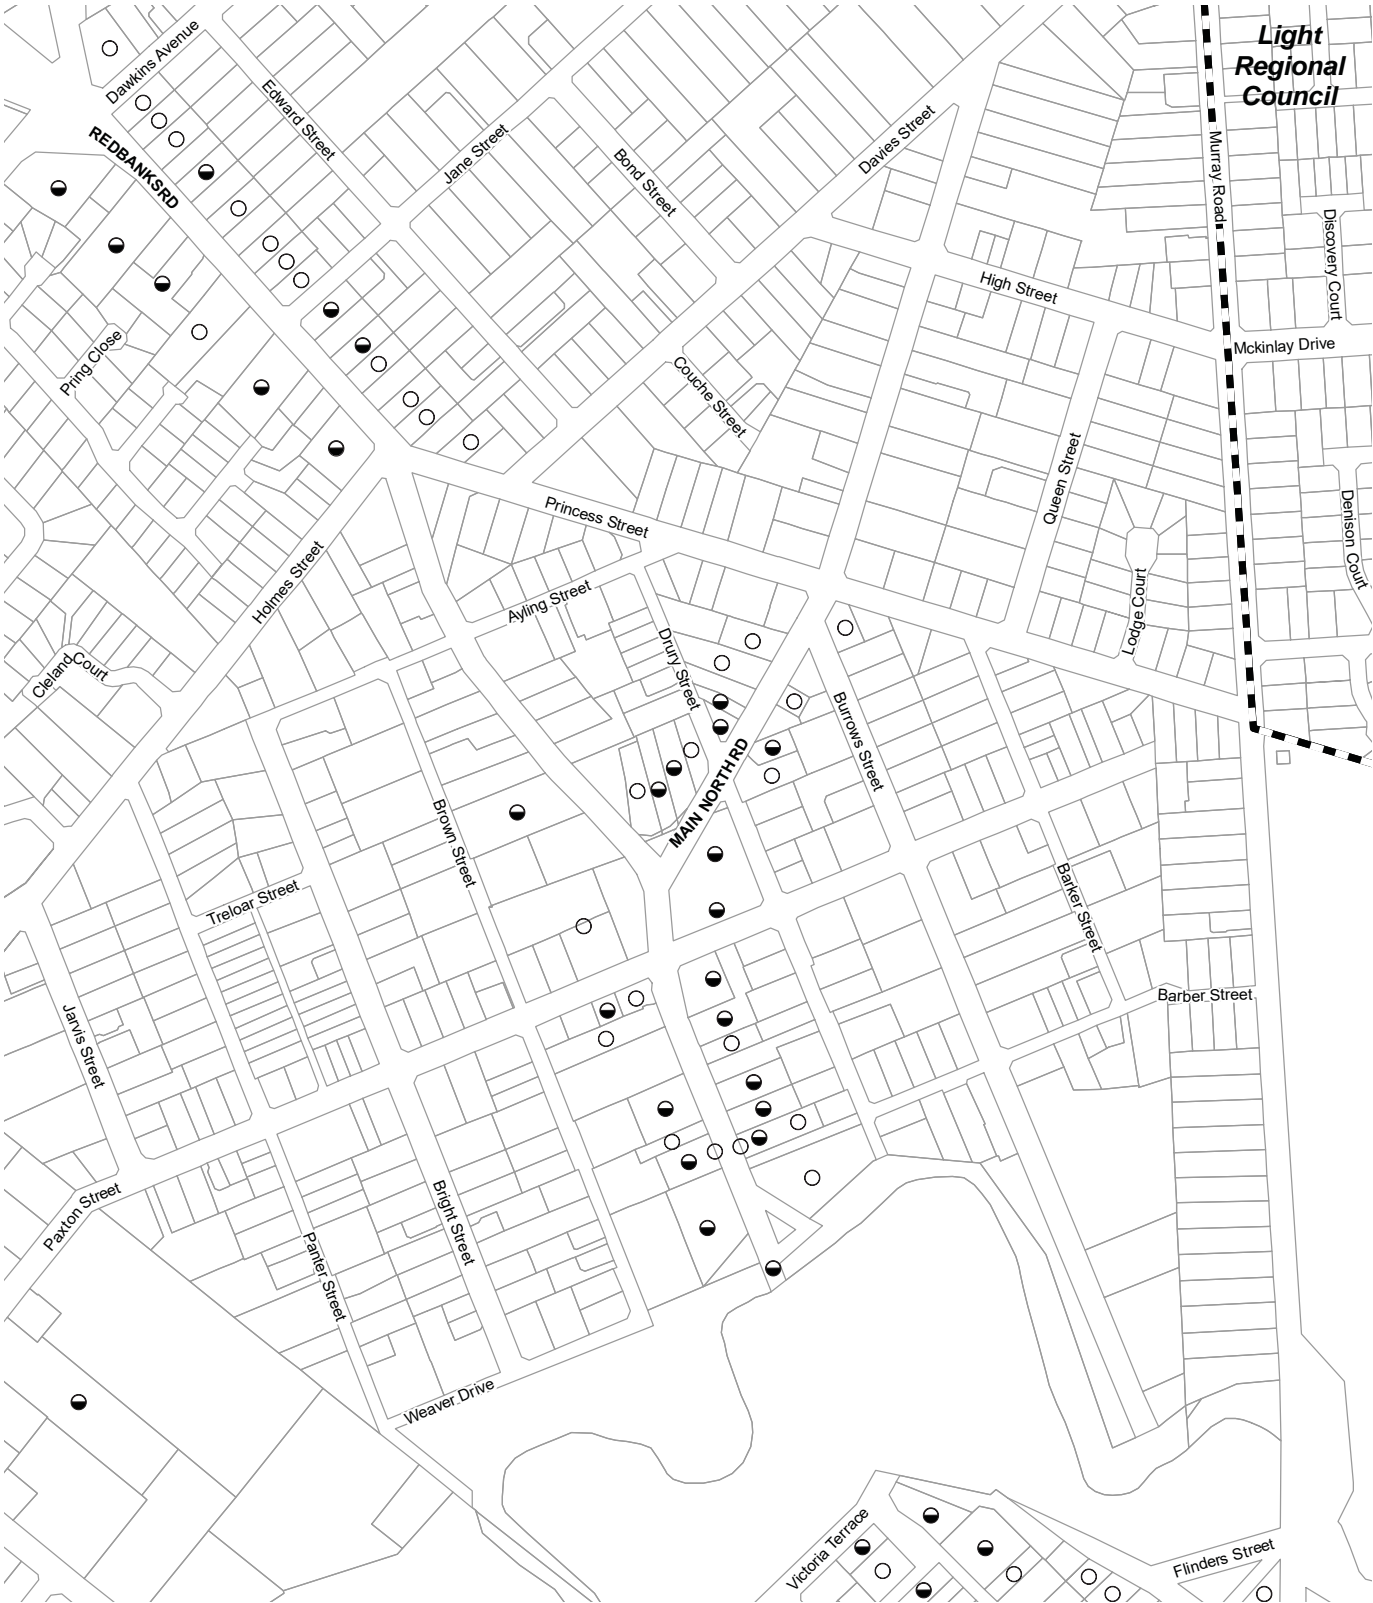 Light
Regional
Council
Dawkins Avenue
Edward Street
REDBANKSRD
Jane Street
Bond Street
Davies Street
Murray Road
Discovery Court
High Street
Mckinlay Drive
Pring Close
Couche Street
Queen Street
Princess Street
Denison Court
Holmes Street
Ayling Street
Lodge Court
Drury Street
Cleland Court
Burrows Street
MAIN NORTH RD
Brown Street
Barker Street
Treloar Street
Barber Street
Jarvis Street
Paxton Street
Bright Street
Panter Street
Weaver Drive
Victoria Terrace
Flinders Street